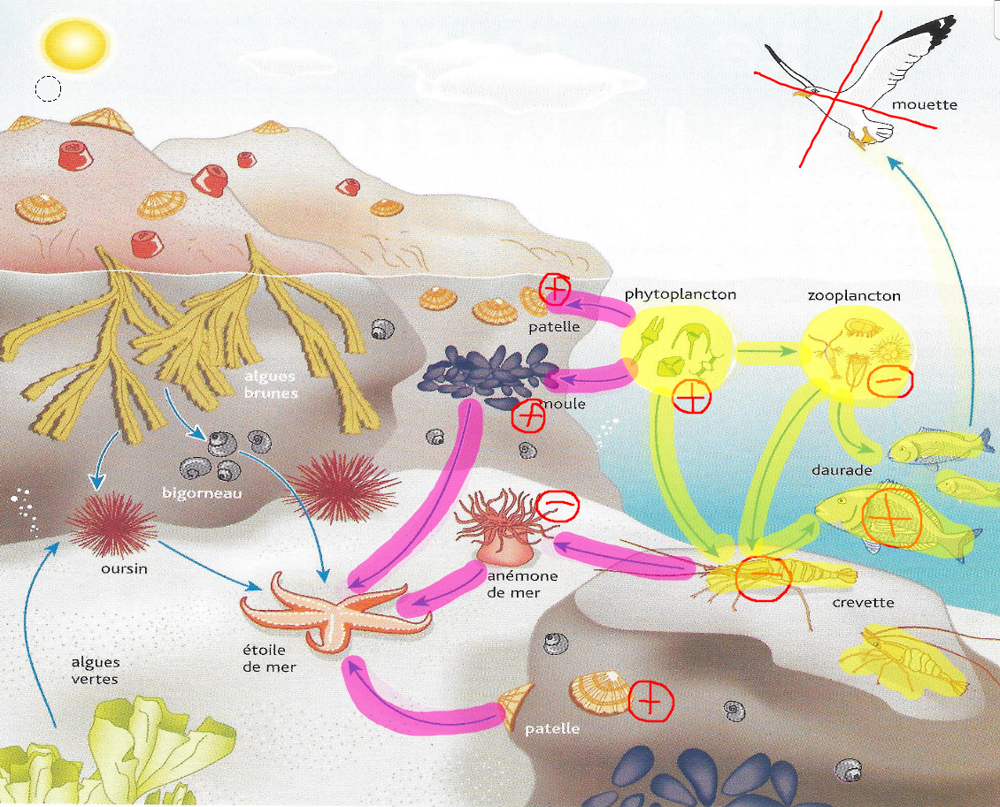 mouette
phytoplancton
zooplancton
+
patelle
algues
brunes
−
+
moule
+
daurade
bigorneau
−
+
oursin
anémone
de mer
−
crevette
étoile
de mer
algues
vertes
+
patelle